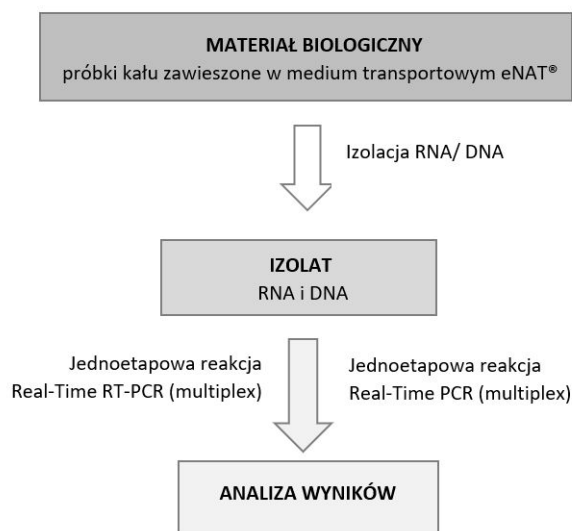 MATERIAŁ BIOLOGICZNY
próbki kału zawieszone w medium transportowym eNAT®
Izolacja RNA/ DNA
IZOLAT
RNA i DNA
Jednoetapowa reakcja
Real-Time RT-PCR (multiplex)
Jednoetapowa reakcja
Real-Time PCR (multiplex)
ANALIZA WYNIKÓW